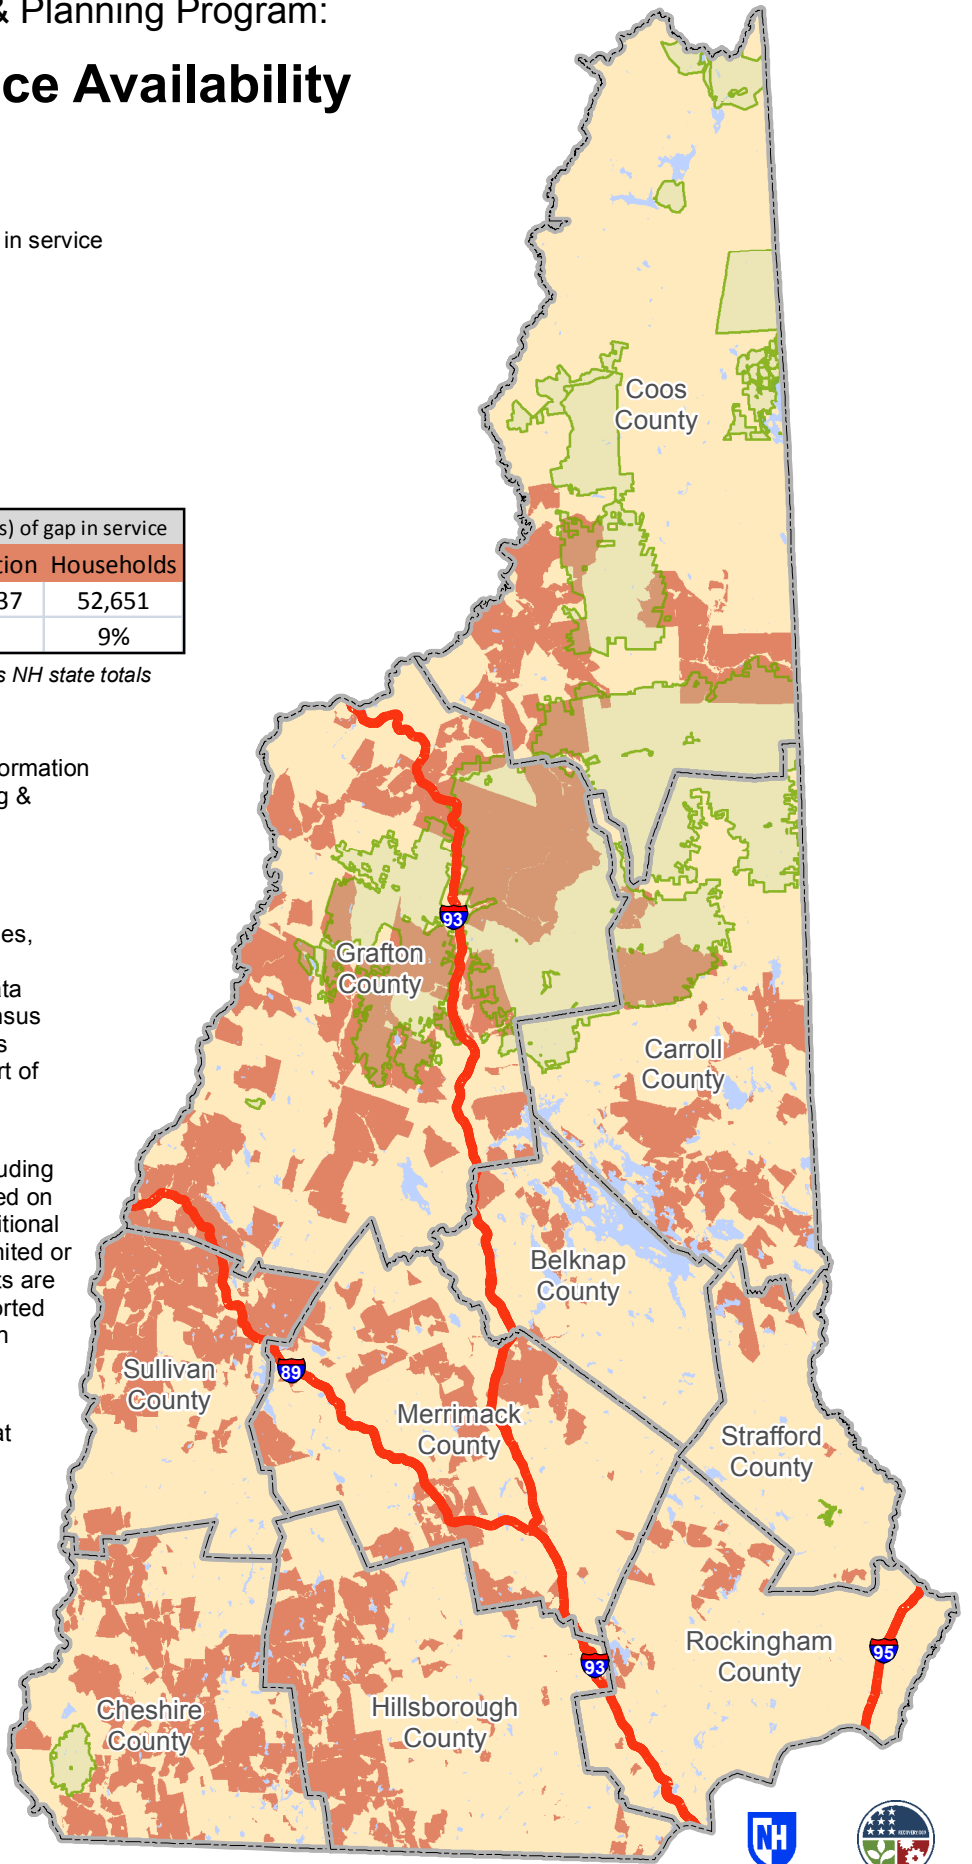 & Planning Program:
ce Availability
in service
s) of gap in service
tion Households
37 52,651
9%
s NH state totals
ormation
g &
es,
ata
nsus
s
rt of
uding
ed on
itional
nited or
ts are
orted
n
at
Coos
County
93
Grafton
County
Carroll
County
Belknap
County
Sullivan
County
89
Merrimack
County
Strafford
County
Rockingham
County
95
93
Cheshire
County
Hillsborough
County
NH
RECOVERY.GOV